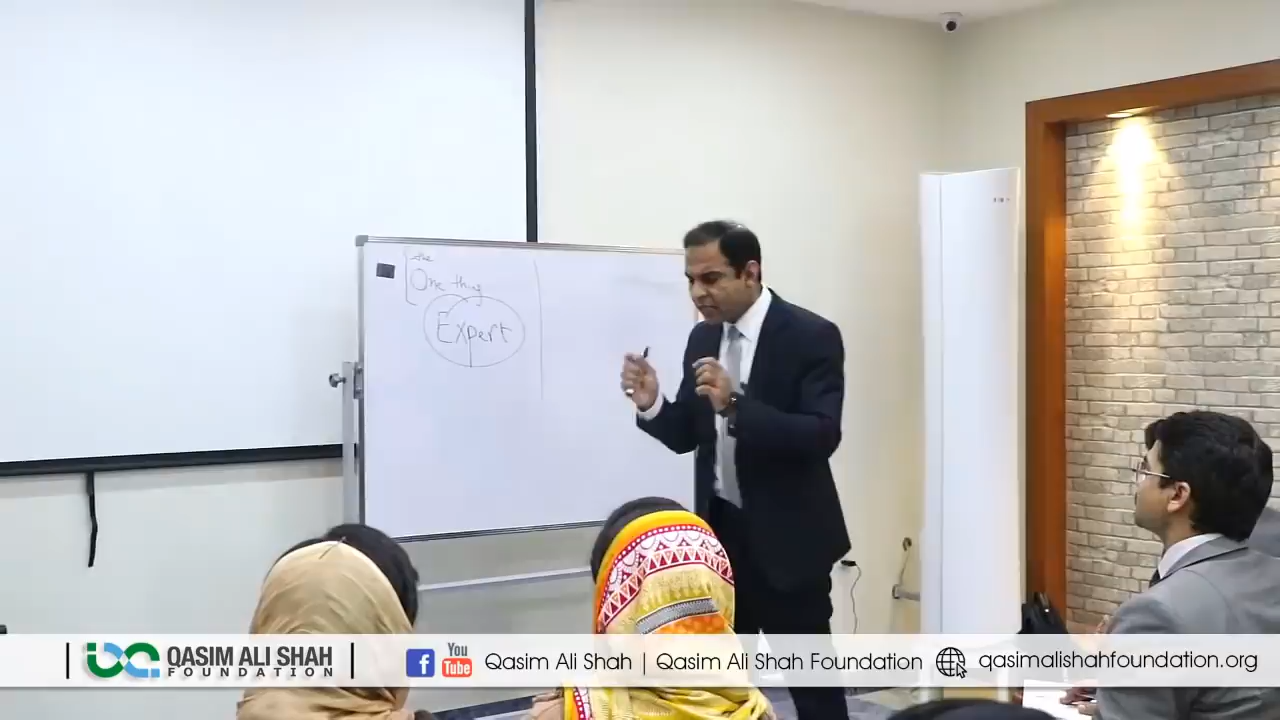 the
One thing
Expert
QASIM ALI SHAH
FOUNDATION
You
Tube
Qasim Ali Shah | Qasim Ali Shah Foundation
qasimalishahfoundation.org